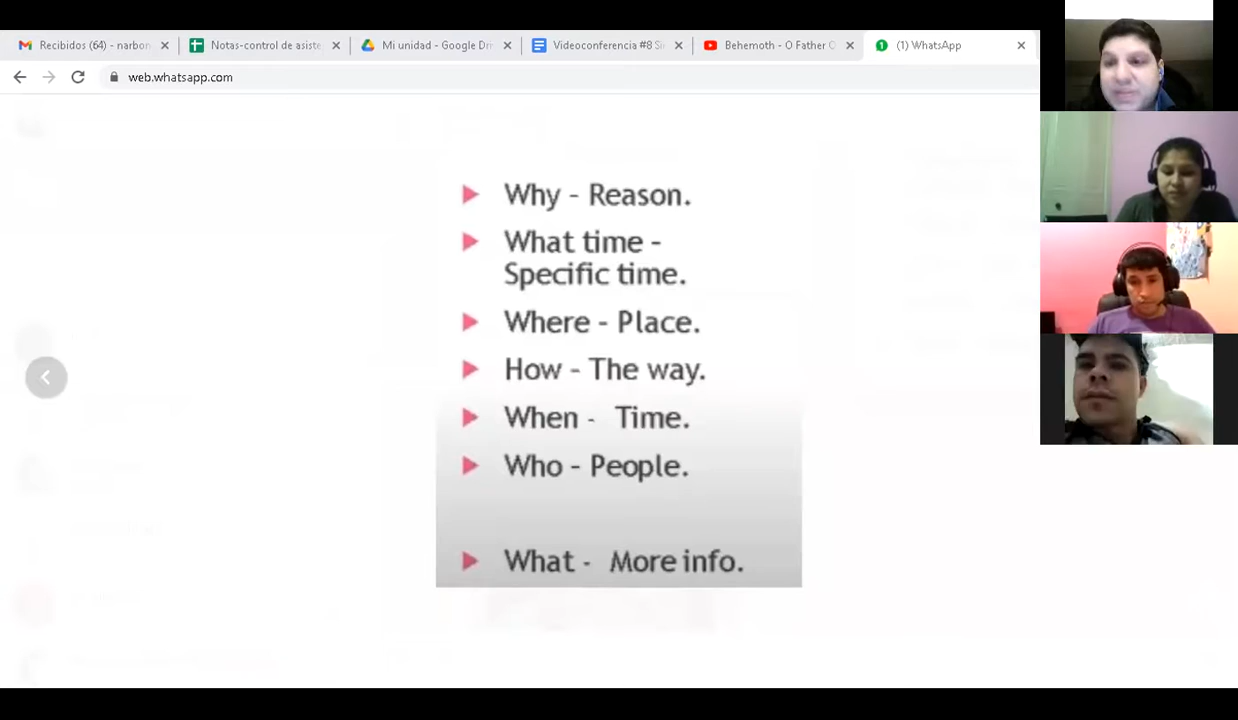 Recibidos (64) - narbon
Notas-control de asiste
Mi unidad - Google Dri
Videoconferencia #8 S
Behemoth - O Father O
(1) WhatsApp
web.whatsapp.com
Why - Reason.
What time -
Specific time.
Where - Place.
How - The way.
When - Time.
Who - People.
What - More info.